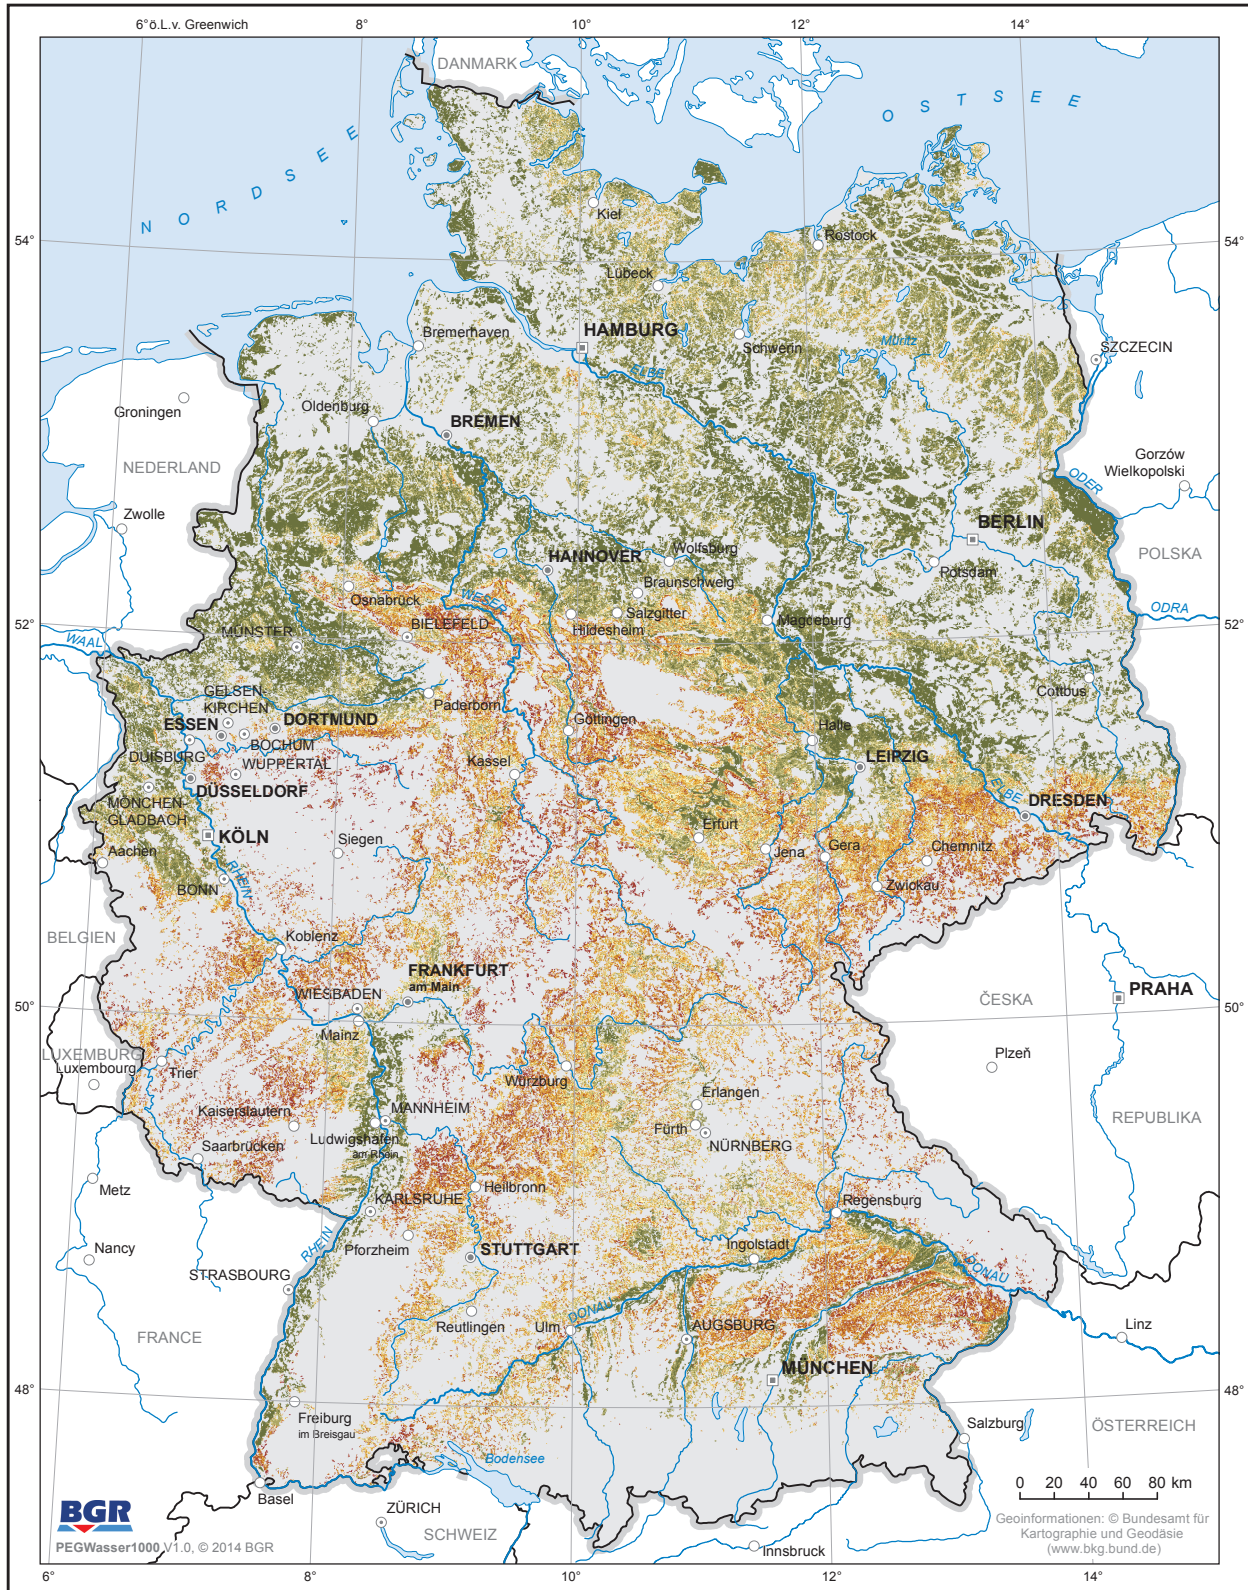 6° ö.L.v. Greenwich
8°
10°
12°
14°
DANMARK
NORDSEE
OSTSEE
Kiel
Rostock
54°
54°
Lübeck
Bremerhaven
HAMBURG
Schwerin
Müritz
SZCZECIN
ELBE
Groningen
Oldenburg
BREMEN
NEDERLAND
Gorzów
Wielkopolski
ODER
Zwolle
BERLIN
HANNOVER
Wolfsburg
POLSKA
Potsdam
Braunschweig
Osnabrück
WESER
Salzgitter
ODRA
BIELEFELD
Hildesheim
Magdeburg
52°
52°
WAAL
MÜNSTER
Cottbus
GELSEN-
KIRCHEN
Paderborn
ESSEN
DORTMUND
Göttingen
Halle
BOCHUM
DUISBURG
WUPPERTAL
Kassel
LEIPZIG
DÜSSELDORF
ELBE
DRESDEN
MÖNCHEN-
GLADBACH
KÖLN
Siegen
Erfurt
Jena
Gera
Chemnitz
Aachen
RHEIN
BONN
Zwickau
BELGIEN
Koblenz
FRANKFURT
am Main
WIESBADEN
ČESKA
PRAHA
50°
50°
Mainz
LUXEMBURG
Luxembourg
Trier
Würzburg
Plzeň
Erlangen
Kaiserslautern
MANNHEIM
REPUBLIKA
Fürth
Ludwigshafen
am Rhein
NÜRNBERG
Saarbrücken
Metz
Heilbronn
KARLSRUHE
Regensburg
Nancy
RHEIN
Pforzheim
STUTTGART
Ingolstadt
DONAU
STRASBOURG
DONAU
FRANCE
Reutlingen
Ulm
AUGSBURG
Linz
MÜNCHEN
48°
48°
Freiburg
im Breisgau
Salzburg
ÖSTERREICH
Bodensee
0 20 40 60 80 km
Basel
BGR
ZÜRICH
SCHWEIZ
Geoinformationen: © Bundesamt für
Kartographie und Geodäsie
(www.bkg.bund.de)
PEGWasser1000 V1.0, © 2014 BGR
Innsbruck
6°
8°
10°
12°
14°